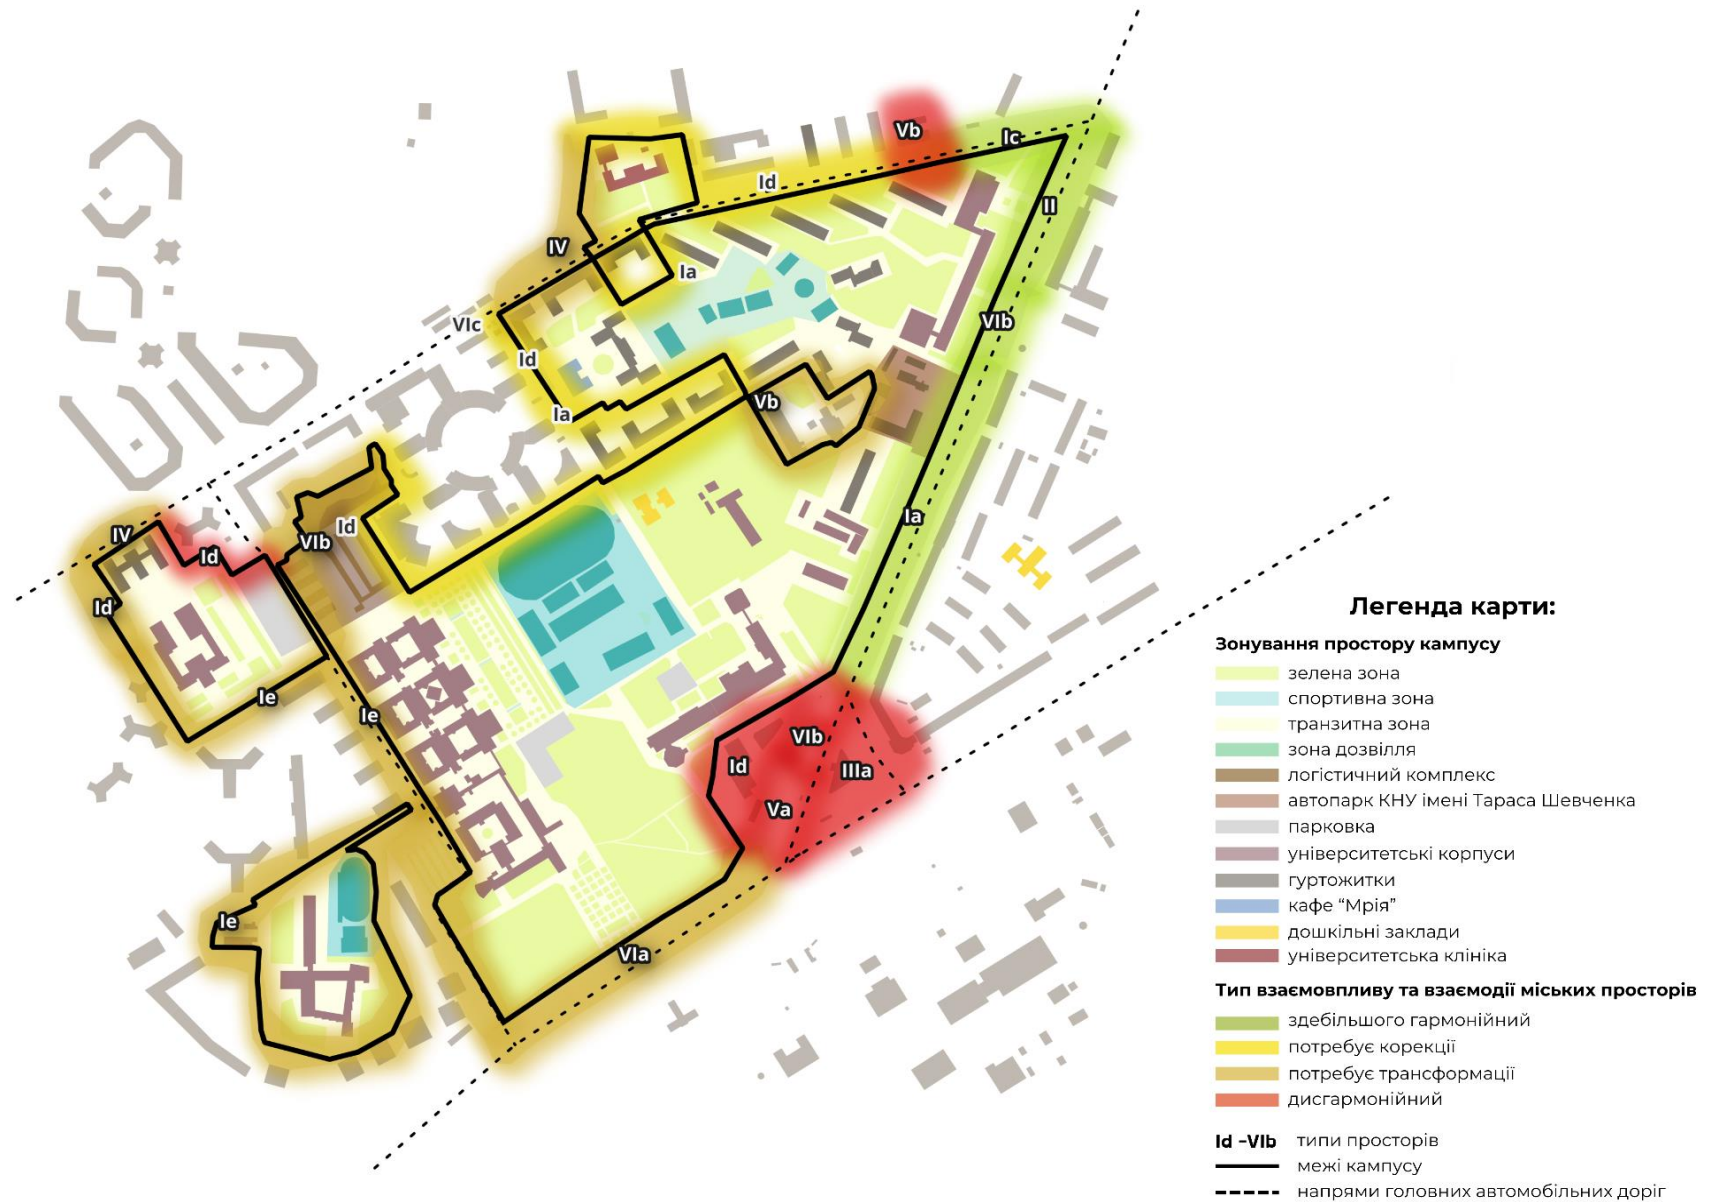 Vb
Ic
Id
II
IV
Ia
VIc
VIb
Id
Ia
Vb
IV
VIb
Id
Id
Ia
Id
Ie
Ie
VIb
Id
IIIa
Va
Ie
VIa
Легенда карти:
Зонування простору кампусу
зелена зона
спортивна зона
транзитна зона
зона дозвілля
логістичний комплекс
автопарк КНУ імені Тараса Шевченка
парковка
університетські корпуси
гуртожитки
кафе “Мрія”
дошкільні заклади
університетська клініка
Тип взаємовпливу та взаємодії міських просторів
здебільшого гармонійний
потребує корекції
потребує трансформації
дисгармонійний
Id -VIb типи просторів
межі кампусу
напрями головних автомобільних доріг